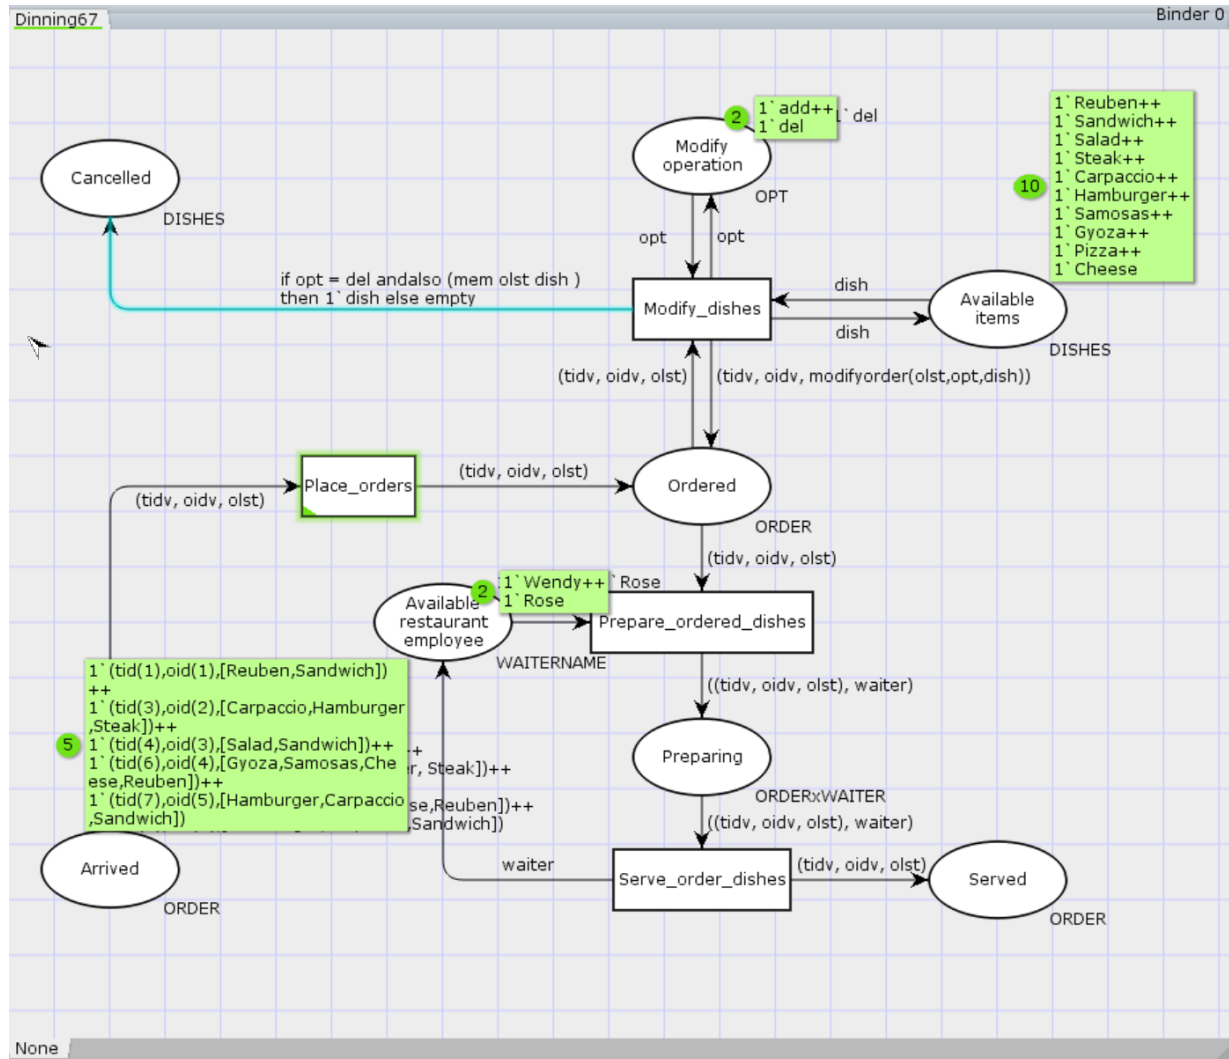 Dinning67
Binder 0
1`add++
1`del
1`del
Modify
operation
OPT
1`Reuben++
1`Sandwich++
1`Salad++
1`Steak++
1`Carpaccio++
1`Hamburger++
1`Samosas++
1`Gyoza++
1`Pizza++
1`Cheese
10
2
Cancelled
DISHES
opt
opt
if opt = del andalso (mem olst dish )
then 1`dish else empty
Modify_dishes
dish
dish
Available
items
DISHES
(tidv, oidv, olst)
(tidv, oidv, modifyorder(olst,opt,dish))
Place_orders
(tidv, oidv, olst)
(tidv, oidv, olst)
Ordered
ORDER
(tidv, oidv, olst)
2
1`Wendy++
1`Rose
`Rose
Available
restaurant
employee
WAITERNAME
Prepare_ordered_dishes
((tidv, oidv, olst), waiter)
5
1`(tid(1),oid(1),[Reuben,Sandwich])
++
1`(tid(3),oid(2),[Carpaccio,Hamburger
,Steak])++
1`(tid(4),oid(3),[Salad,Sandwich])++
1`(tid(6),oid(4),[Gyoza,Samosas,Che
ese,Reuben])++
1`(tid(7),oid(5),[Hamburger,Carpaccio
,Sandwich])
++
r, Steak])++
se,Reuben])++
,Sandwich])
Preparing
ORDERxWAITER
((tidv, oidv, olst), waiter)
Arrived
ORDER
waiter
Serve_order_dishes
(tidv, oidv, olst)
Served
ORDER
None